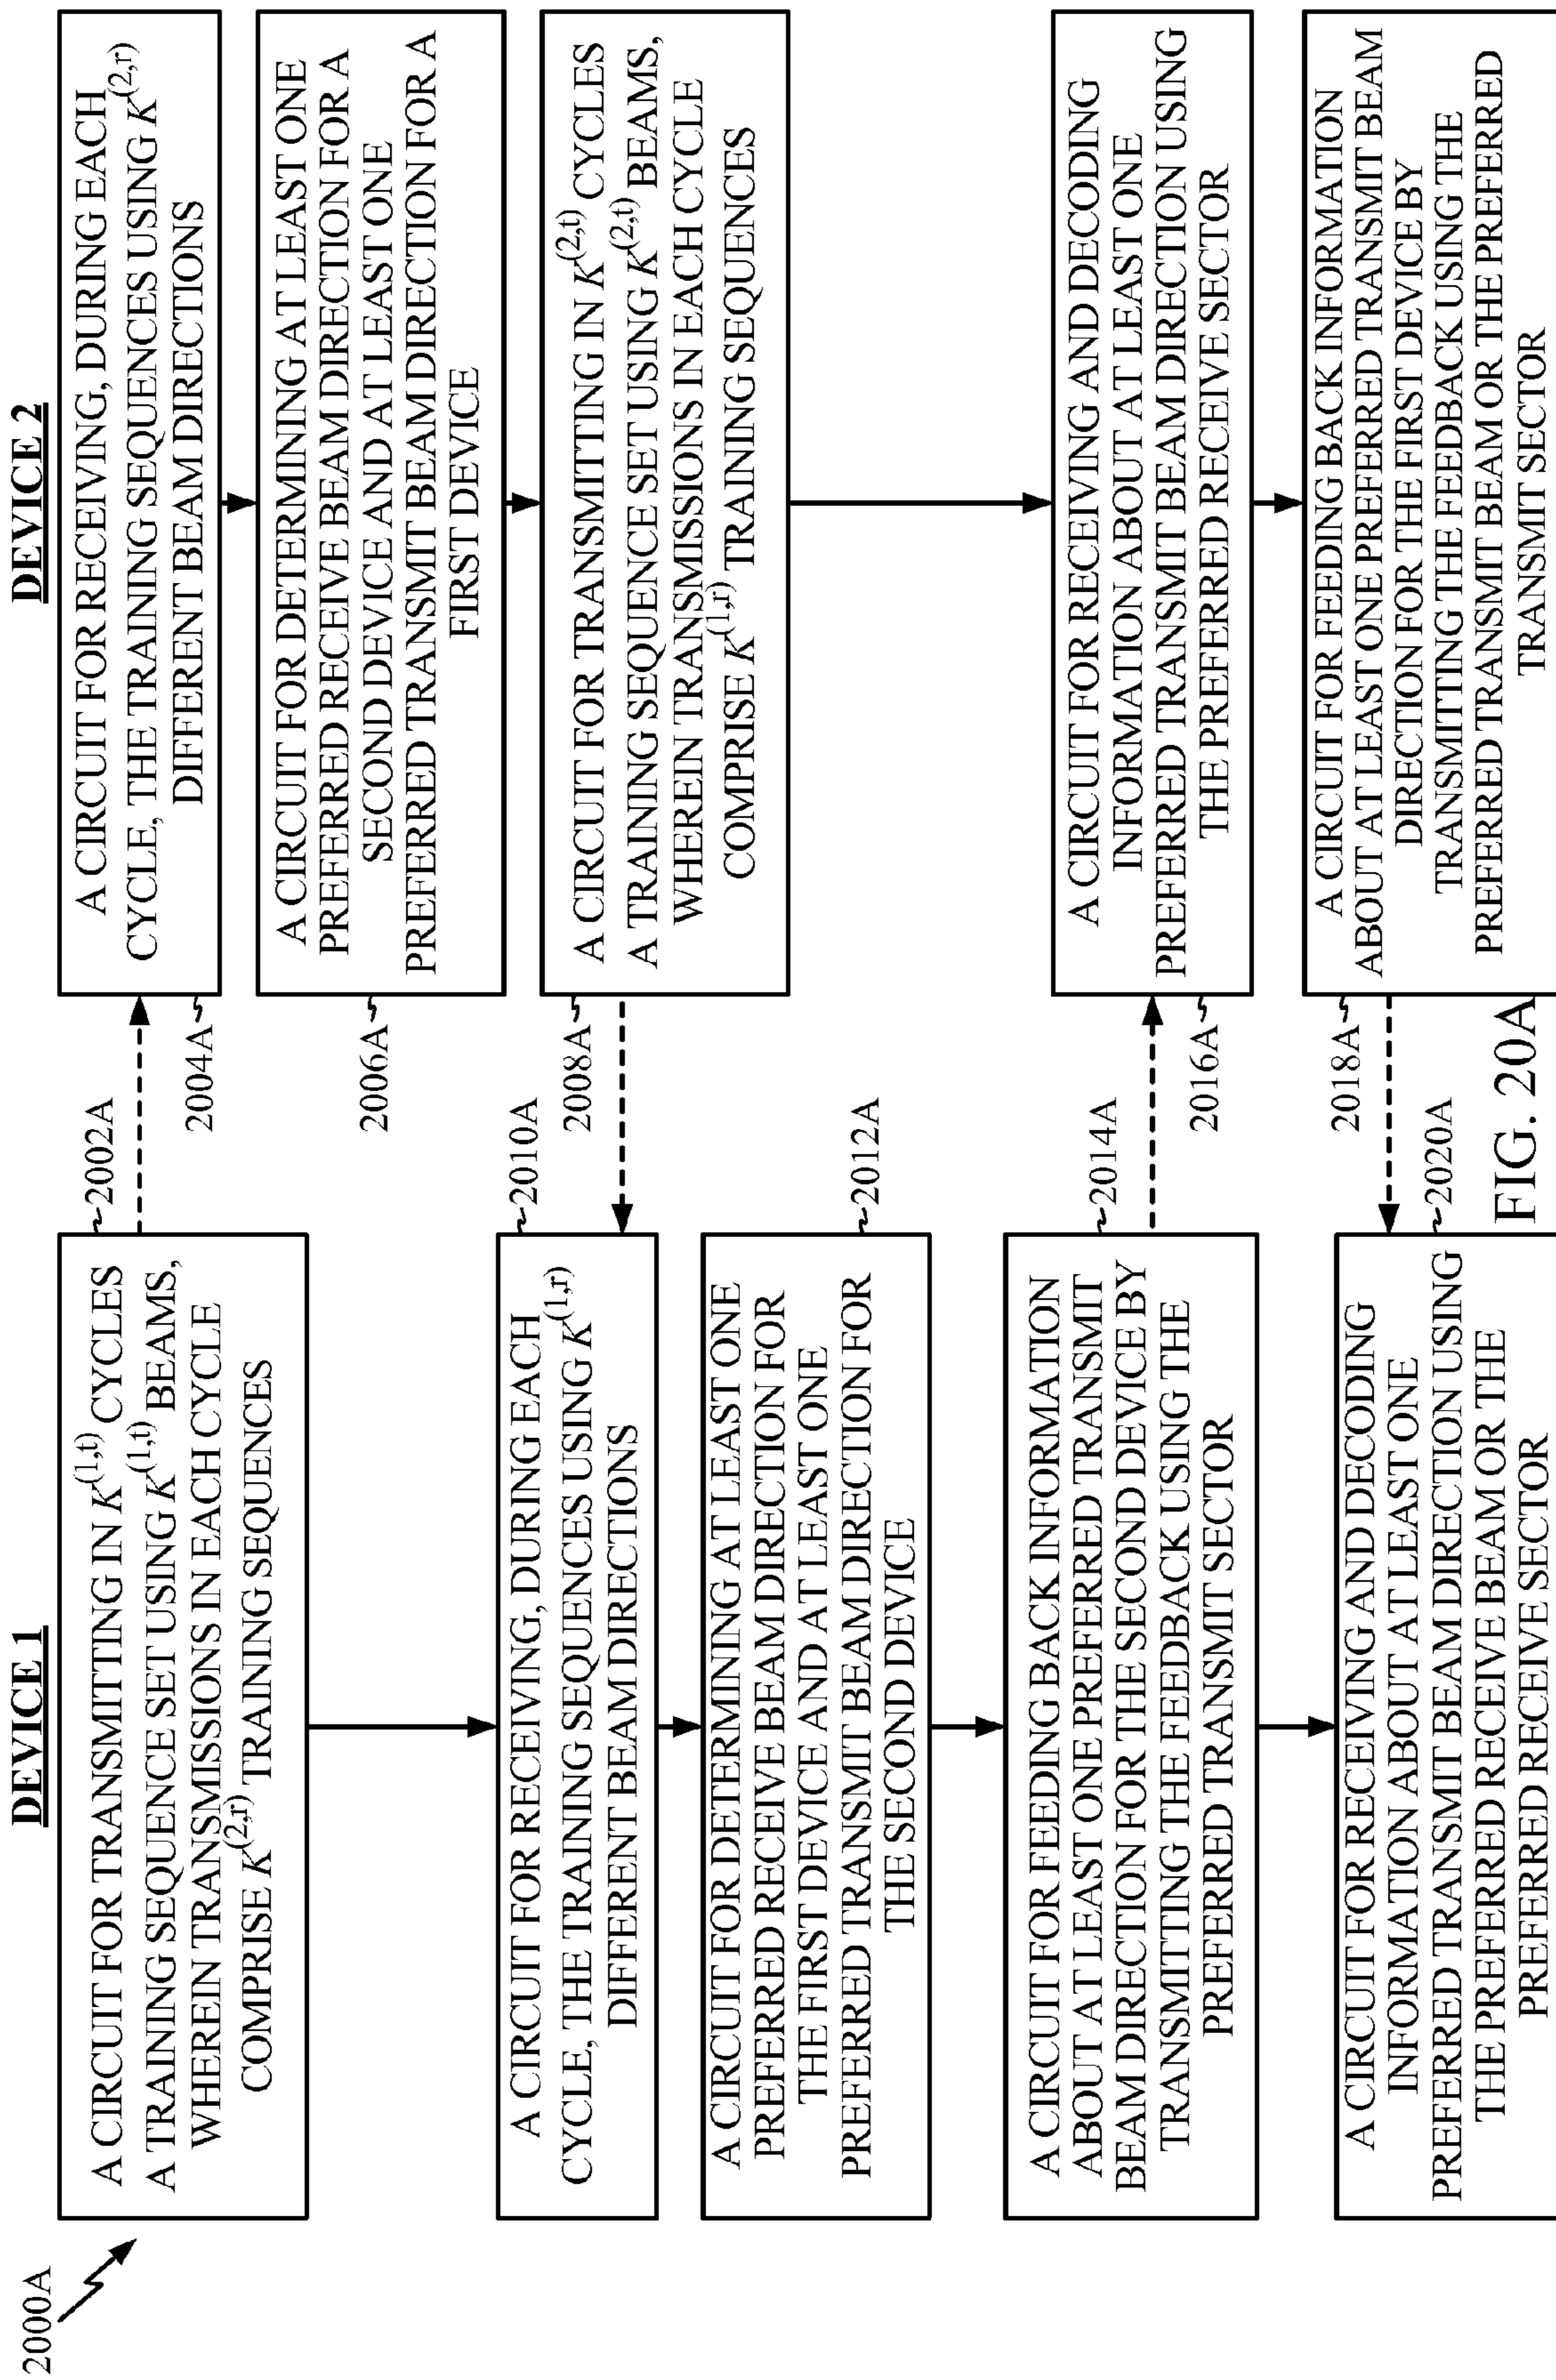 2000A
DEVICE 1
2002A
A CIRCUIT FOR TRANSMITTING IN K^(1,t) CYCLES
A TRAINING SEQUENCE SET USING K^(1,t) BEAMS,
WHEREIN TRANSMISSIONS IN EACH CYCLE
COMPRISE K^(2,r) TRAINING SEQUENCES
2010A
A CIRCUIT FOR RECEIVING, DURING EACH
CYCLE, THE TRAINING SEQUENCES USING K^(1,r)
DIFFERENT BEAM DIRECTIONS
2012A
A CIRCUIT FOR DETERMINING AT LEAST ONE
PREFERRED RECEIVE BEAM DIRECTION FOR
THE FIRST DEVICE AND AT LEAST ONE
PREFERRED TRANSMIT BEAM DIRECTION FOR
THE SECOND DEVICE
2014A
A CIRCUIT FOR FEEDING BACK INFORMATION
ABOUT AT LEAST ONE PREFERRED TRANSMIT
BEAM DIRECTION FOR THE SECOND DEVICE BY
TRANSMITTING THE FEEDBACK USING THE
PREFERRED TRANSMIT SECTOR
2020A
A CIRCUIT FOR RECEIVING AND DECODING
INFORMATION ABOUT AT LEAST ONE
PREFERRED TRANSMIT BEAM DIRECTION USING
THE PREFERRED RECEIVE BEAM OR THE
PREFERRED RECEIVE SECTOR
DEVICE 2
2004A
A CIRCUIT FOR RECEIVING, DURING EACH
CYCLE, THE TRAINING SEQUENCES USING K^(2,r)
DIFFERENT BEAM DIRECTIONS
2006A
A CIRCUIT FOR DETERMINING AT LEAST ONE
PREFERRED RECEIVE BEAM DIRECTION FOR A
SECOND DEVICE AND AT LEAST ONE
PREFERRED TRANSMIT BEAM DIRECTION FOR A
FIRST DEVICE
2008A
A CIRCUIT FOR TRANSMITTING IN K^(2,t) CYCLES
A TRAINING SEQUENCE SET USING K^(2,t) BEAMS,
WHEREIN TRANSMISSIONS IN EACH CYCLE
COMPRISE K^(1,r) TRAINING SEQUENCES
2016A
A CIRCUIT FOR RECEIVING AND DECODING
INFORMATION ABOUT AT LEAST ONE
PREFERRED TRANSMIT BEAM DIRECTION USING
THE PREFERRED RECEIVE SECTOR
2018A
A CIRCUIT FOR FEEDING BACK INFORMATION
ABOUT AT LEAST ONE PREFERRED TRANSMIT BEAM
DIRECTION FOR THE FIRST DEVICE BY
TRANSMITTING THE FEEDBACK USING THE
PREFERRED TRANSMIT BEAM OR THE PREFERRED
TRANSMIT SECTOR
FIG. 20A